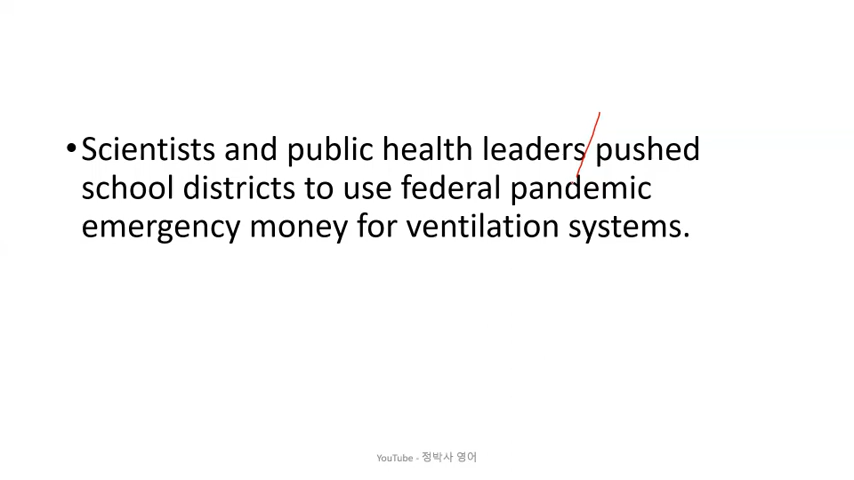 •Scientists and public health leaders pushed
school districts to use federal pandemic
emergency money for ventilation systems.
YouTube - 정박사 영어